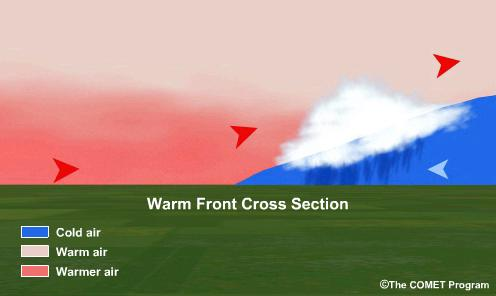 Warm Front Cross Section
Cold air
Warm air
Warmer air
©The COMET Program